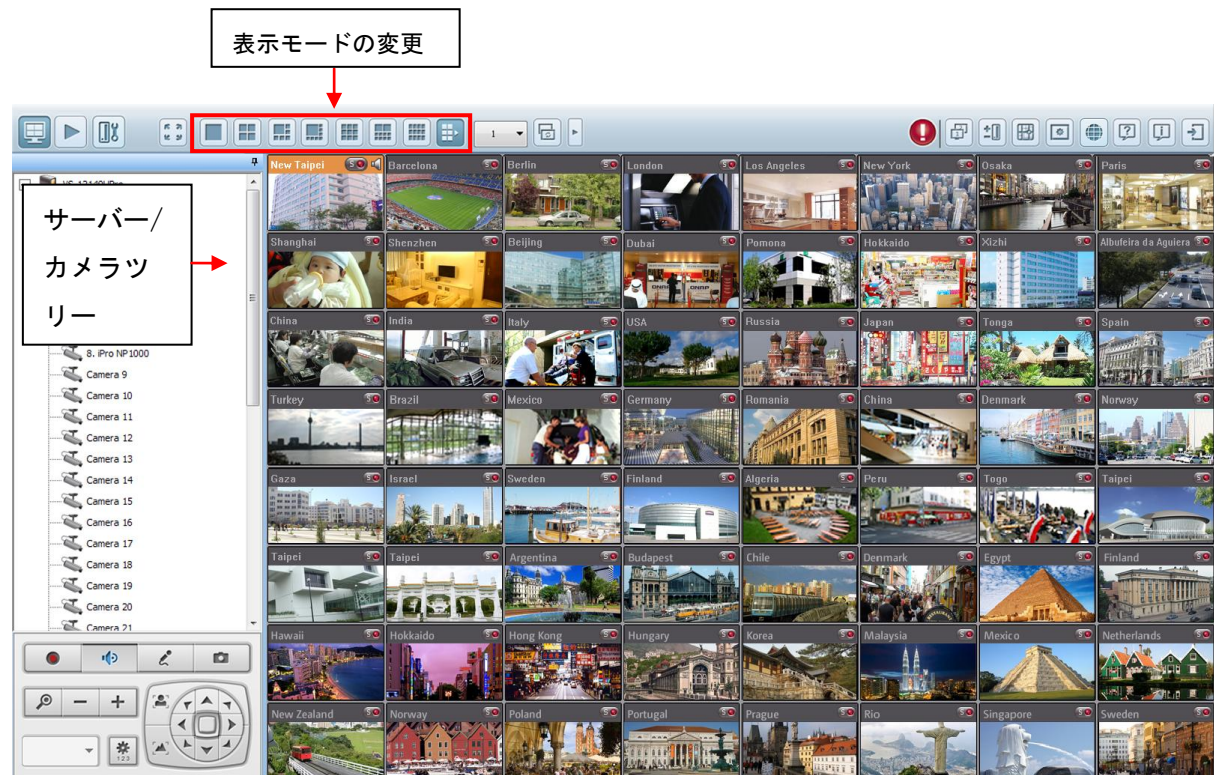 表示モードの変更
1
New Taipei
Barcelona
Berlin
London
Los Angeles
New York
Osaka
Paris
サーバー/
カメラツ
リー
Shanghai
Shenzhen
Beijing
Dubai
Pomona
Hokkaido
Xizhi
Albufeira da Aguiera
China
India
Italy
USA
Russia
Japan
Tonga
Spain
8. iPro NP1000
Camera 9
Camera 10
Camera 11
Camera 12
Camera 13
Camera 14
Camera 15
Camera 16
Camera 17
Camera 18
Camera 19
Camera 20
Camera 21
Turkey
Brazil
Mexico
Germany
Romania
China
Denmark
Norway
Gaza
Israel
Sweden
Finland
Algeria
Peru
Togo
Taipei
Taipei
Taipei
Argentina
Budapest
Chile
Denmark
Egypt
Finland
Hawaii
Hokkaido
Hong Kong
Hungary
Korea
Malaysia
Mexico
Netherlands
New Zealand
Norway
Poland
Portugal
Prague
Rio
Singapore
Sweden
123